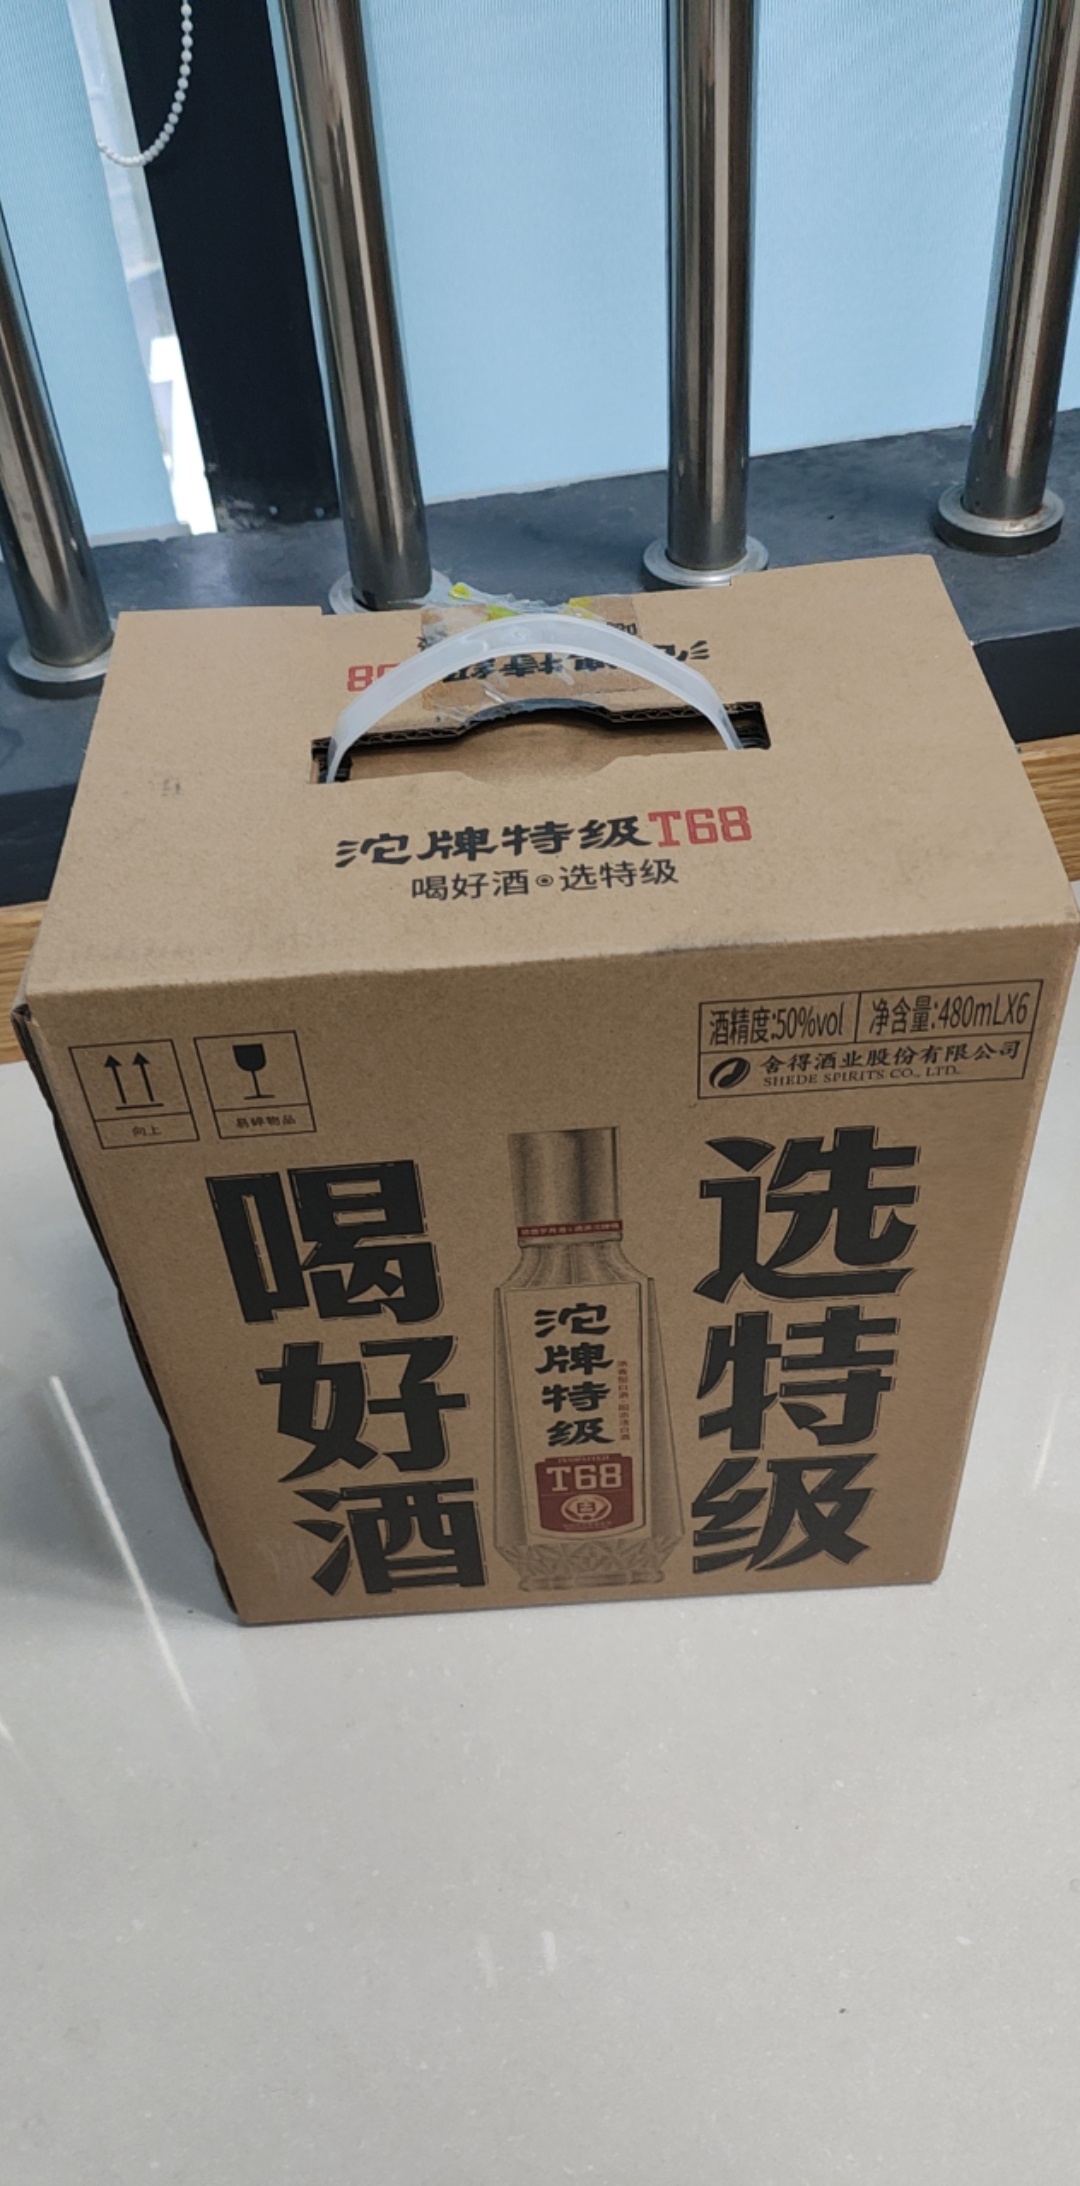 沱牌特级T68
喝好酒⊙选特级
酒精度:50%vol 净含量:480mLX6
舍得酒业股份有限公司
SHEDE SPIRITS CO., LTD.
向上
易碎物品
喝好酒
选特级
沱牌特级
T68